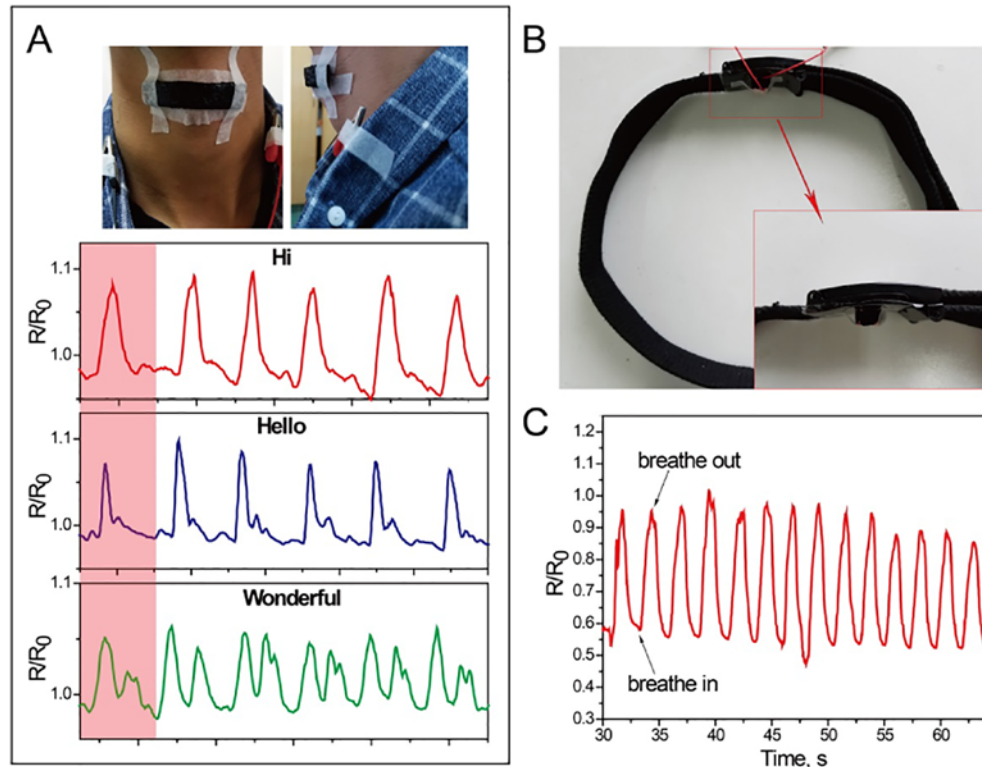 A
Hi
1.1
1.0
R/R0
Hello
1.1
1.0
R/R0
Wonderful
1.1
1.0
R/R0
B
C
1.2
1.1
1.0
0.9
0.8
0.7
0.6
0.5
0.4
0.3
R/R0
breathe out
breathe in
30 35 40 45 50 55 60
Time, s